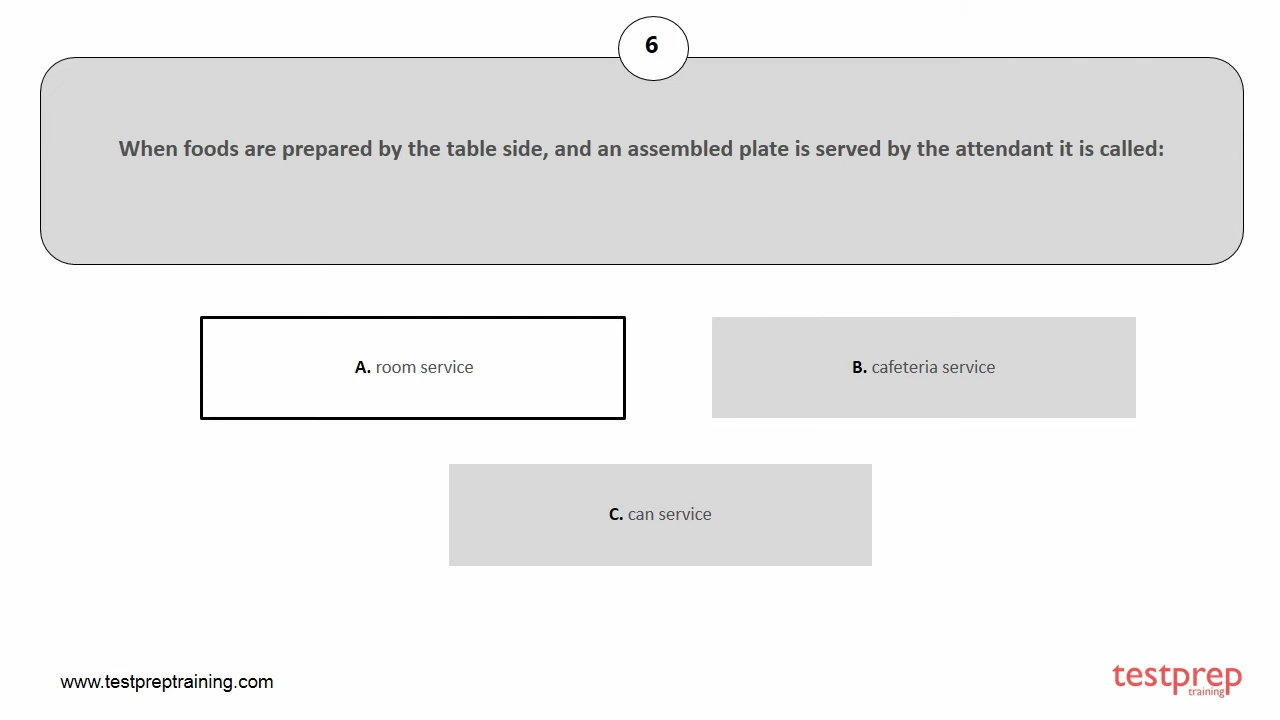 6
When foods are prepared by the table side, and an assembled plate is served by the attendant it is called:
A. room service
B. cafeteria service
C. can service
www.testpreptraining.com
testprep
training